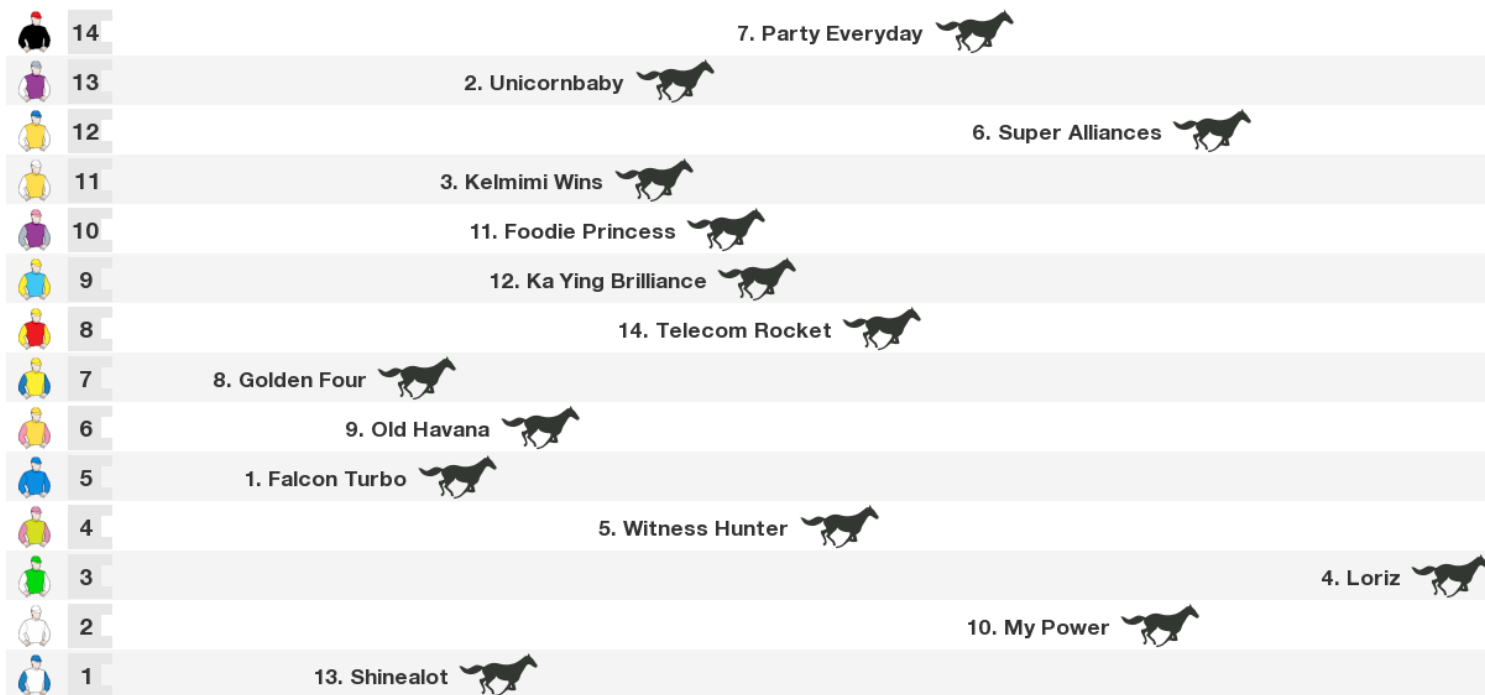 14 7. Party Everyday
13 2. Unicornbaby
12 6. Super Alliances
11 3. Kelmimi Wins
10 11. Foodie Princess
9 12. Ka Ying Brilliance
8 14. Telecom Rocket
7 8. Golden Four
6 9. Old Havana
5 1. Falcon Turbo
4 5. Witness Hunter
3 4. Loriz
2 10. My Power
1 13. Shinealot